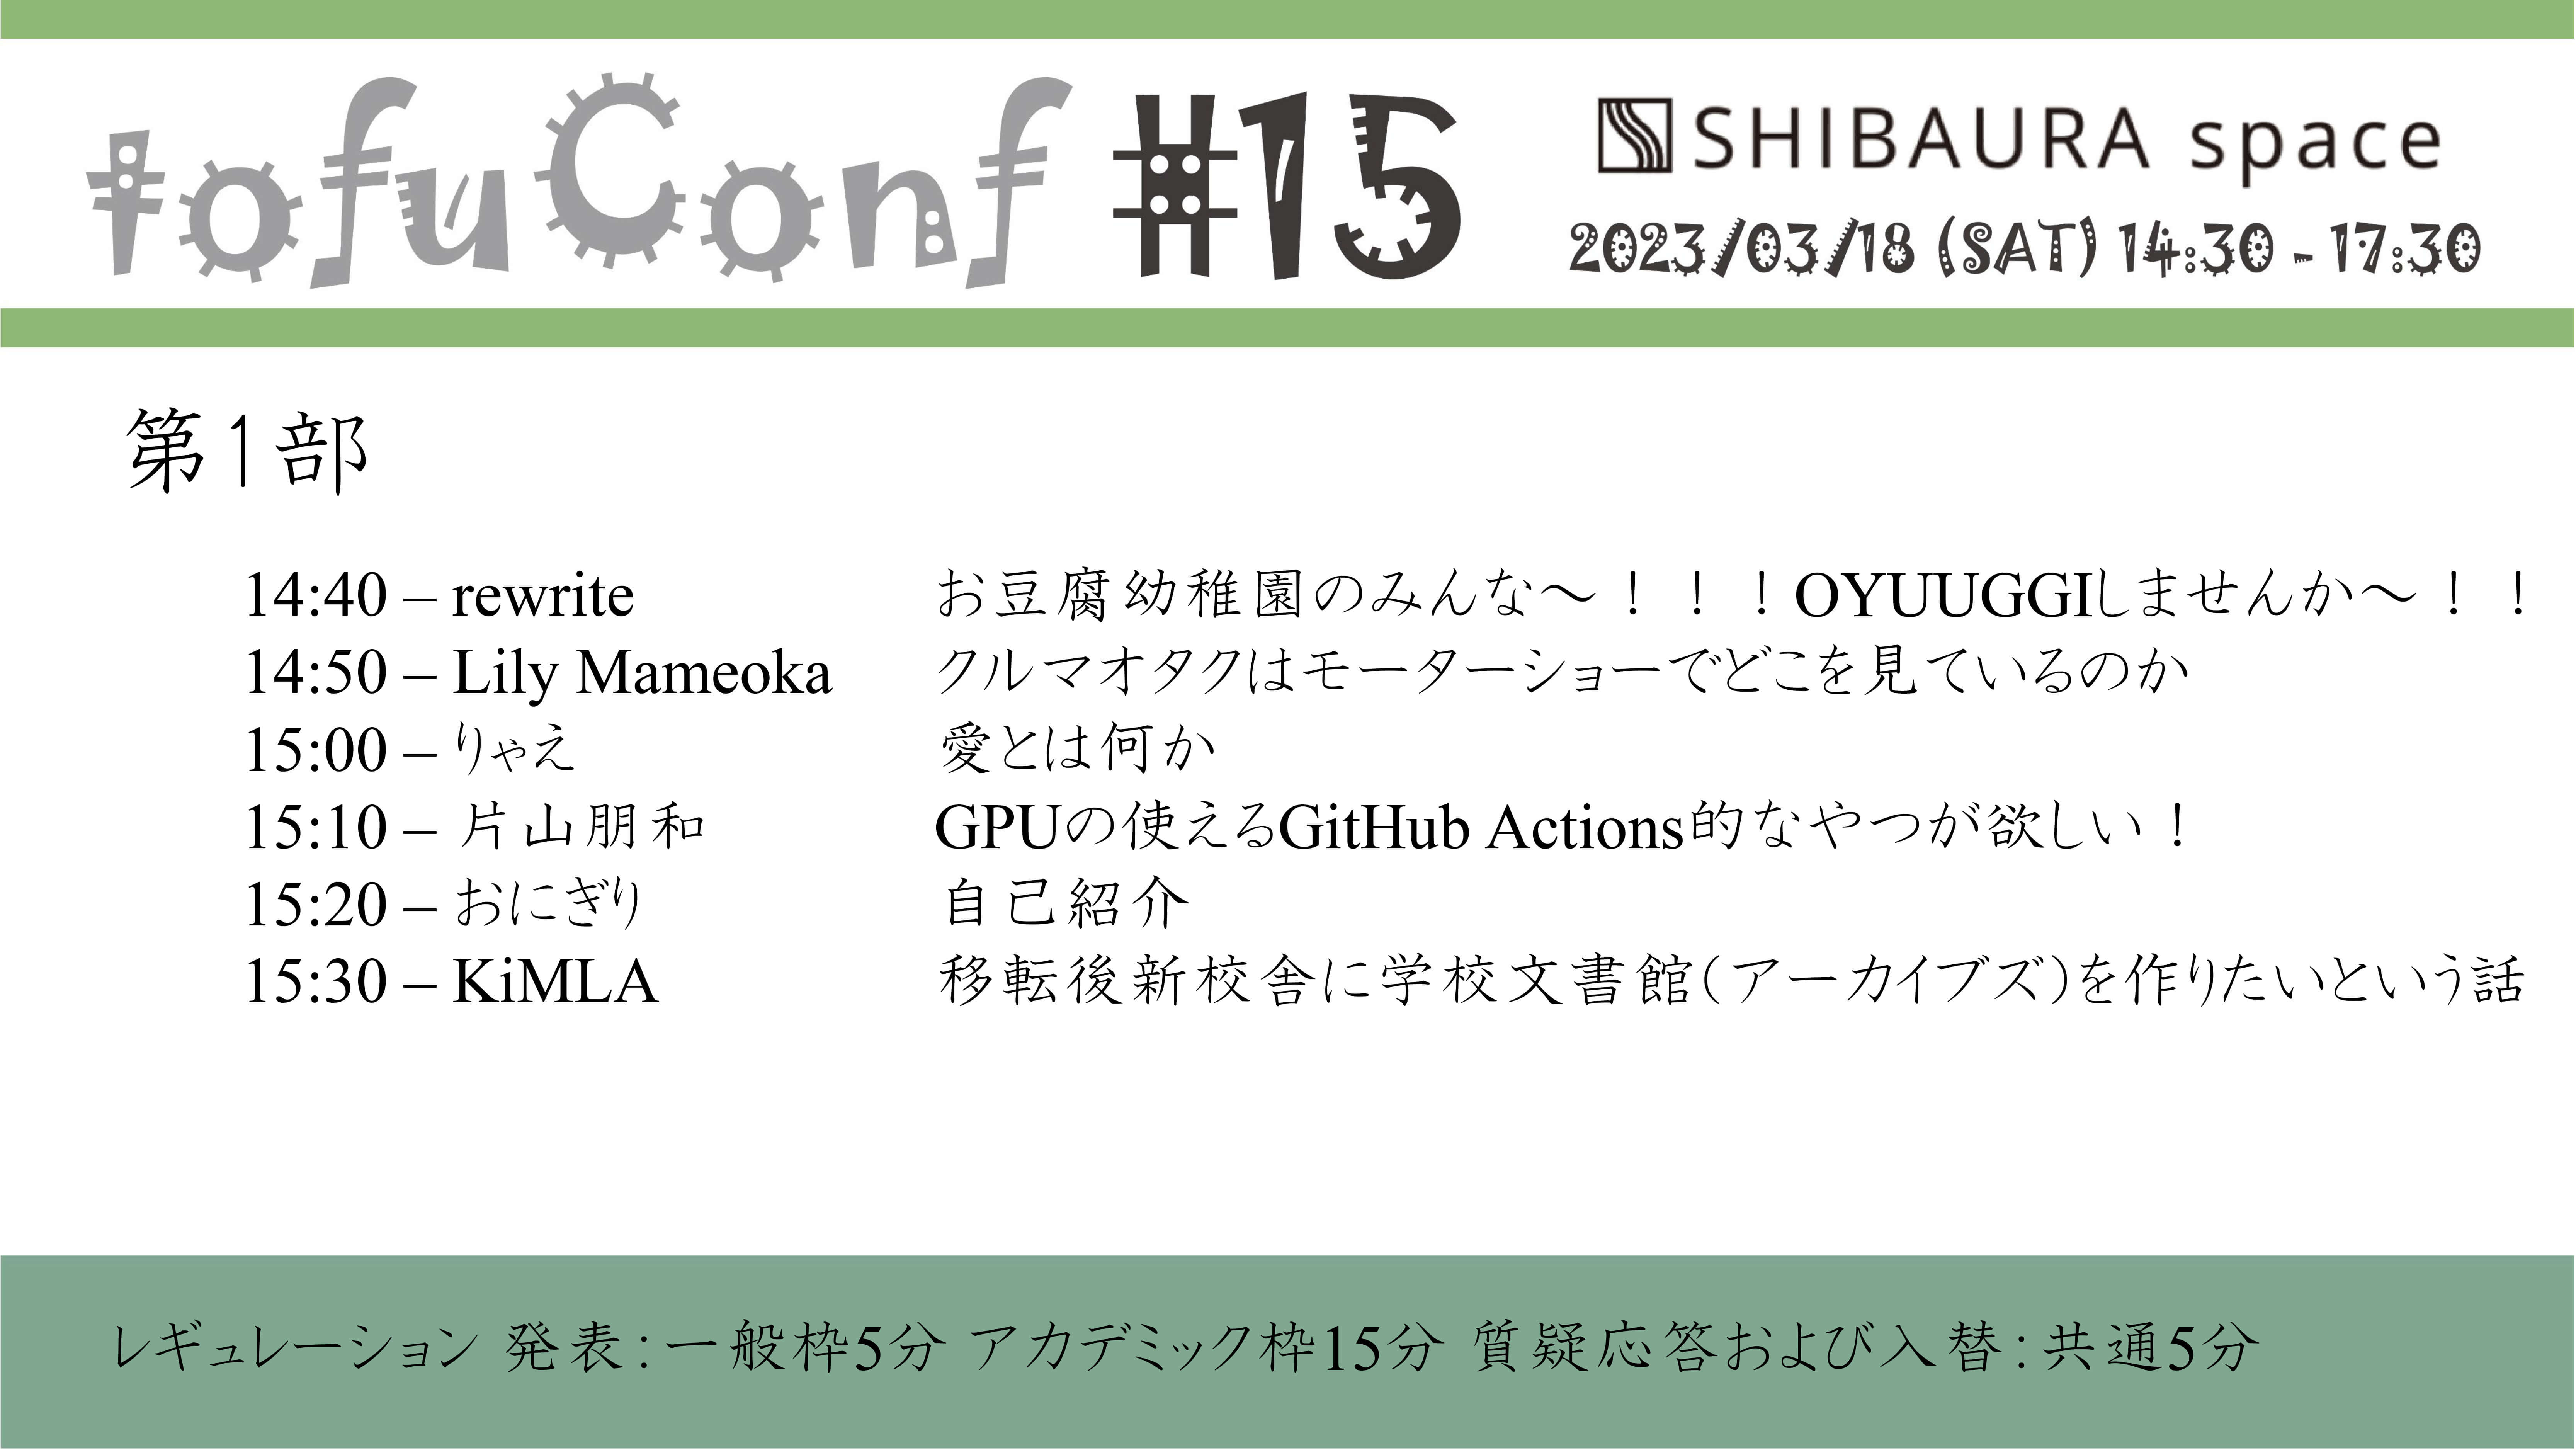 tofuConf #15
SHIBAURA space
2023/03/18 (SAT) 14:30 - 17:30
第1部
14:40 – rewrite お豆腐幼稚園のみんな～！！！OYUUGGIしませんか～！！
14:50 – Lily Mameoka クルマオタクはモーターショーでどこを見ているのか
15:00 – りゃえ 愛とは何か
15:10 – 片山朋和 GPUの使えるGitHub Actions的なやつが欲しい！
15:20 – おにぎり 自己紹介
15:30 – KiMLA 移転後新校舎に学校文書館（アーカイブズ）を作りたいという話
レギュレーション 発表：一般枠5分 アカデミック枠15分 質疑応答および入替：共通5分